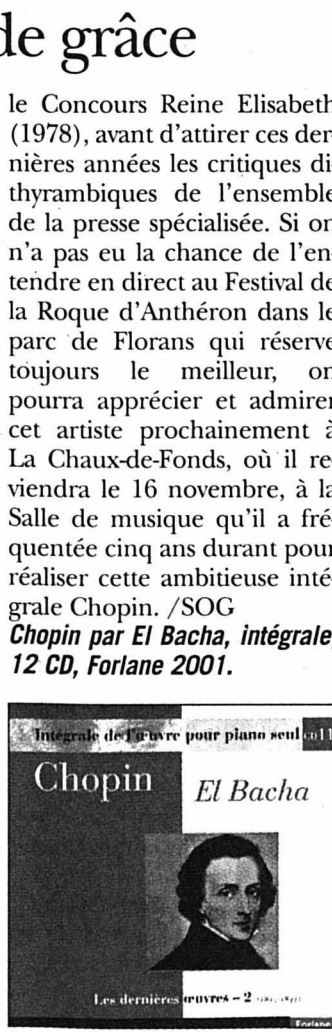 de grâce
le Concours Reine Elisabeth
(1978), avant d'attirer ces der-
nières années les critiques di-
thyrambiques de l'ensemble
de la presse spécialisée. Si on
n'a pas eu la chance de l'en-
tendre en direct au Festival de
la Roque d'Anthéron dans le
parc de Florans qui réserve
toujours le meilleur, on
pourra apprécier et admirer
cet artiste prochainement à
La Chaux-de-Fonds, où il re-
viendra le 16 novembre, à la
Salle de musique qu'il a fré-
quentée cinq ans durant pour
réaliser cette ambitieuse inté-
grale Chopin. /SOG
Chopin par El Bacha, intégrale,
12 CD, Forlane 2001.
Intégrale de l'œuvre pour piano seul
Chopin
El Bacha
Les dernières œuvres – 2
Forlane